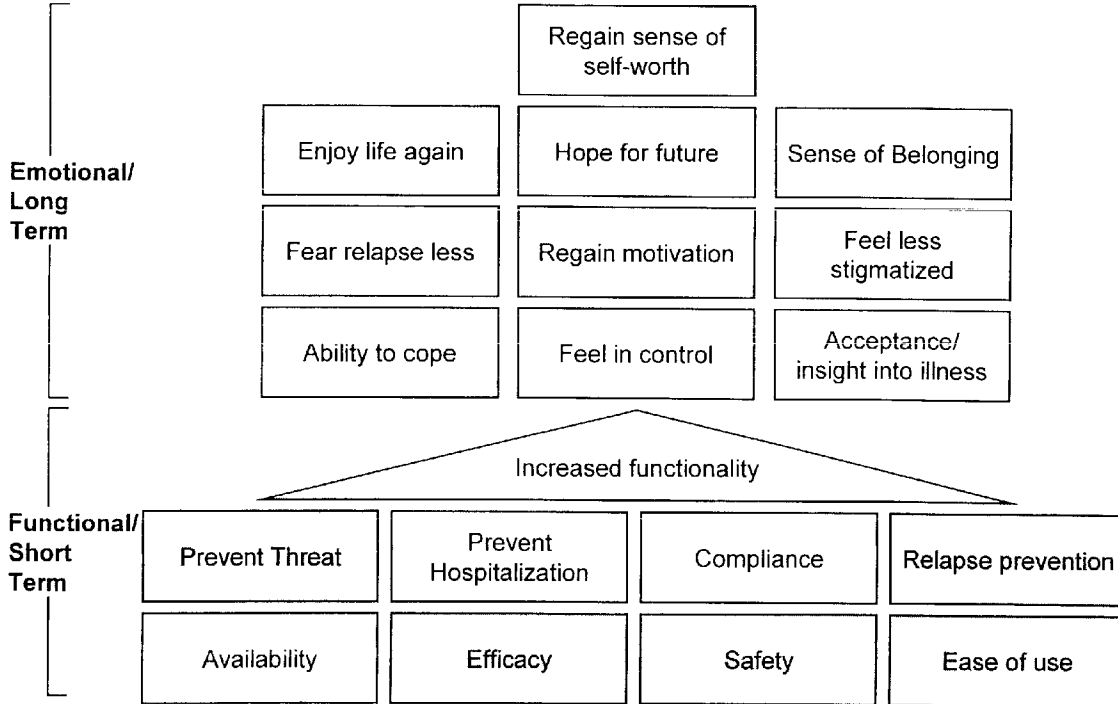 Regain sense of
self-worth
Enjoy life again
Hope for future
Sense of Belonging
Emotional/
Long
Term
Fear relapse less
Regain motivation
Feel less
stigmatized
Ability to cope
Feel in control
Acceptance/
insight into illness
Increased functionality
Functional/
Short
Term
Prevent Threat
Prevent
Hospitalization
Compliance
Relapse prevention
Availability
Efficacy
Safety
Ease of use